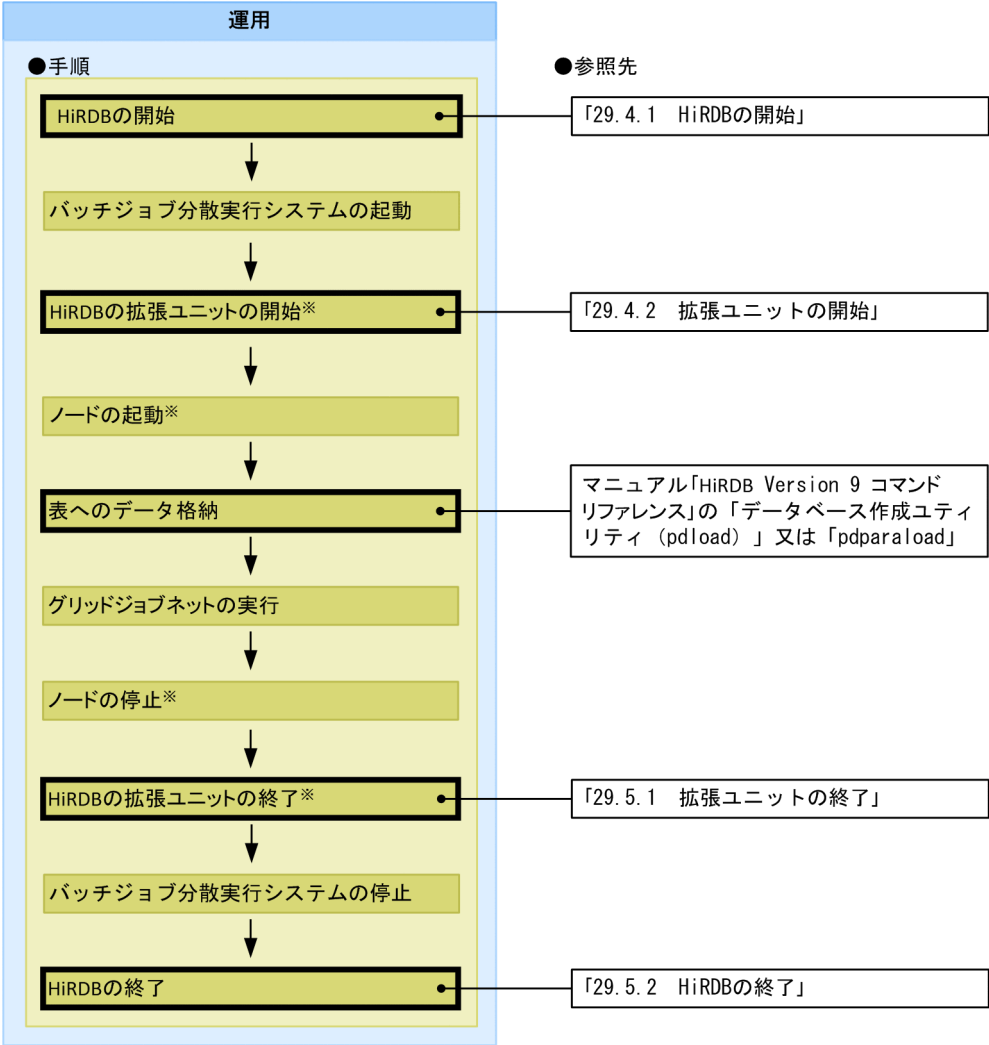 運用
●手順
●参照先
HiRDBの開始
「29.4.1 HiRDBの開始」
バッチジョブ分散実行システムの起動
HiRDBの拡張ユニットの開始※
「29.4.2 拡張ユニットの開始」
ノードの起動※
表へのデータ格納
マニュアル「HiRDB Version 9 コマンド
リファレンス」の「データベース作成ユティ
リティ（pdload）」又は「pdparaload」
グリッドジョブネットの実行
ノードの停止※
HiRDBの拡張ユニットの終了※
「29.5.1 拡張ユニットの終了」
バッチジョブ分散実行システムの停止
HiRDBの終了
「29.5.2 HiRDBの終了」